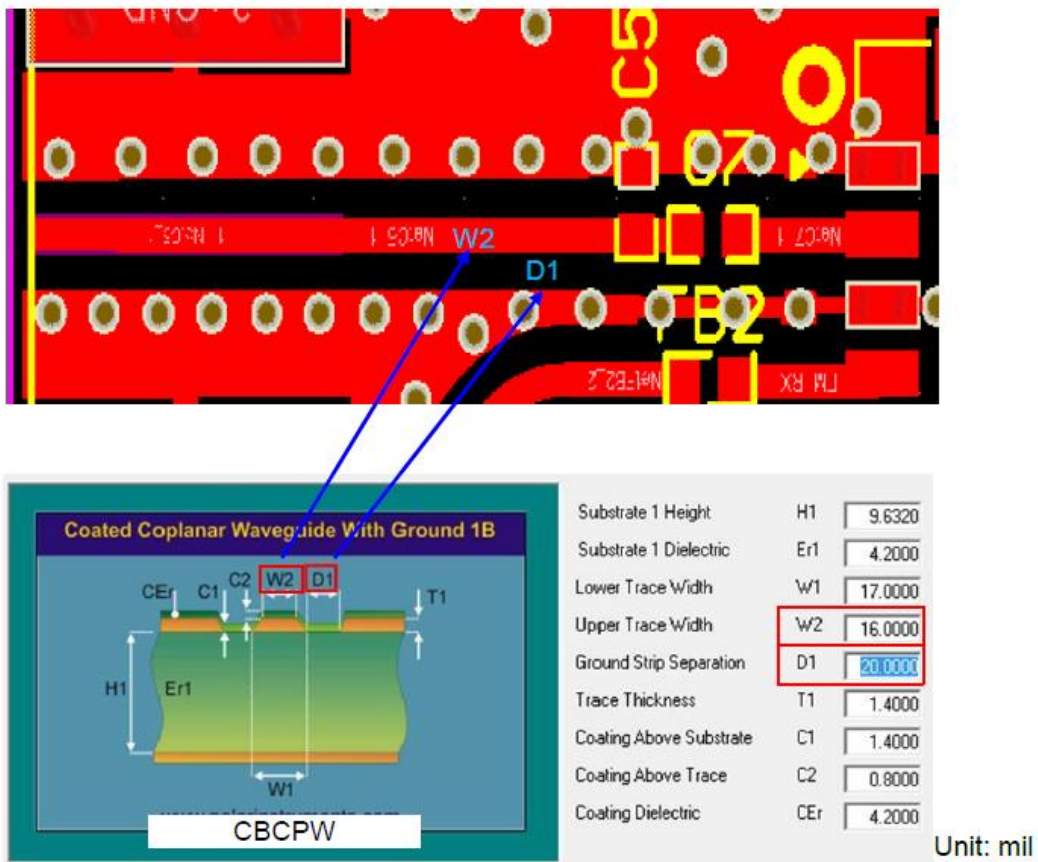 C5
C7
W2
D1
FB2
FM RX
Coated Coplanar Waveguide With Ground 1B
CEr C1 C2 W2 D1 T1
H1 Er1
W1
CBCPW
Substrate 1 Height H1 9.6320
Substrate 1 Dielectric Er1 4.2000
Lower Trace Width W1 17.0000
Upper Trace Width W2 16.0000
Ground Strip Separation D1 20.0000
Trace Thickness T1 1.4000
Coating Above Substrate C1 1.4000
Coating Above Trace C2 0.8000
Coating Dielectric CEr 4.2000
Unit: mil